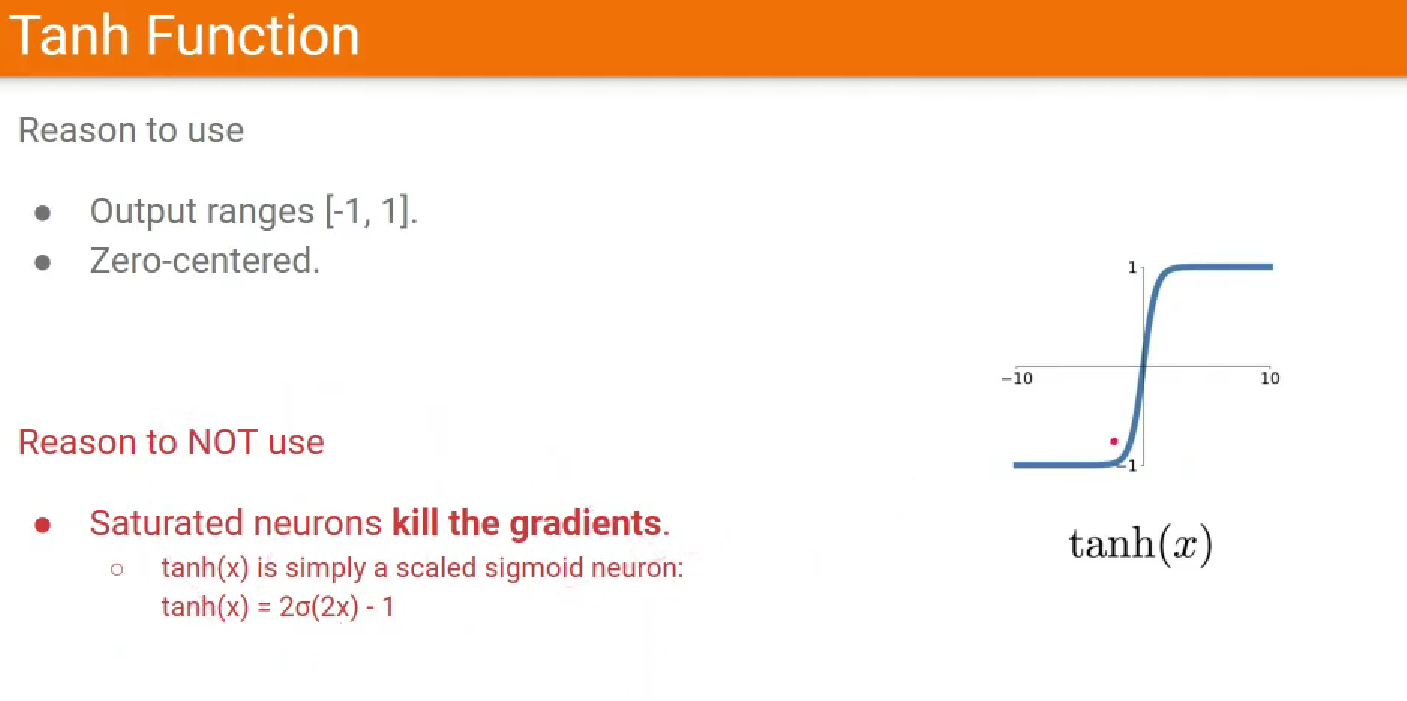 Tanh Function
Reason to use
● Output ranges [-1, 1].
● Zero-centered.
1
−10
10
−1
tanh(x)
Reason to NOT use
● Saturated neurons kill the gradients.
○ tanh(x) is simply a scaled sigmoid neuron:
tanh(x) = 2σ(2x) - 1